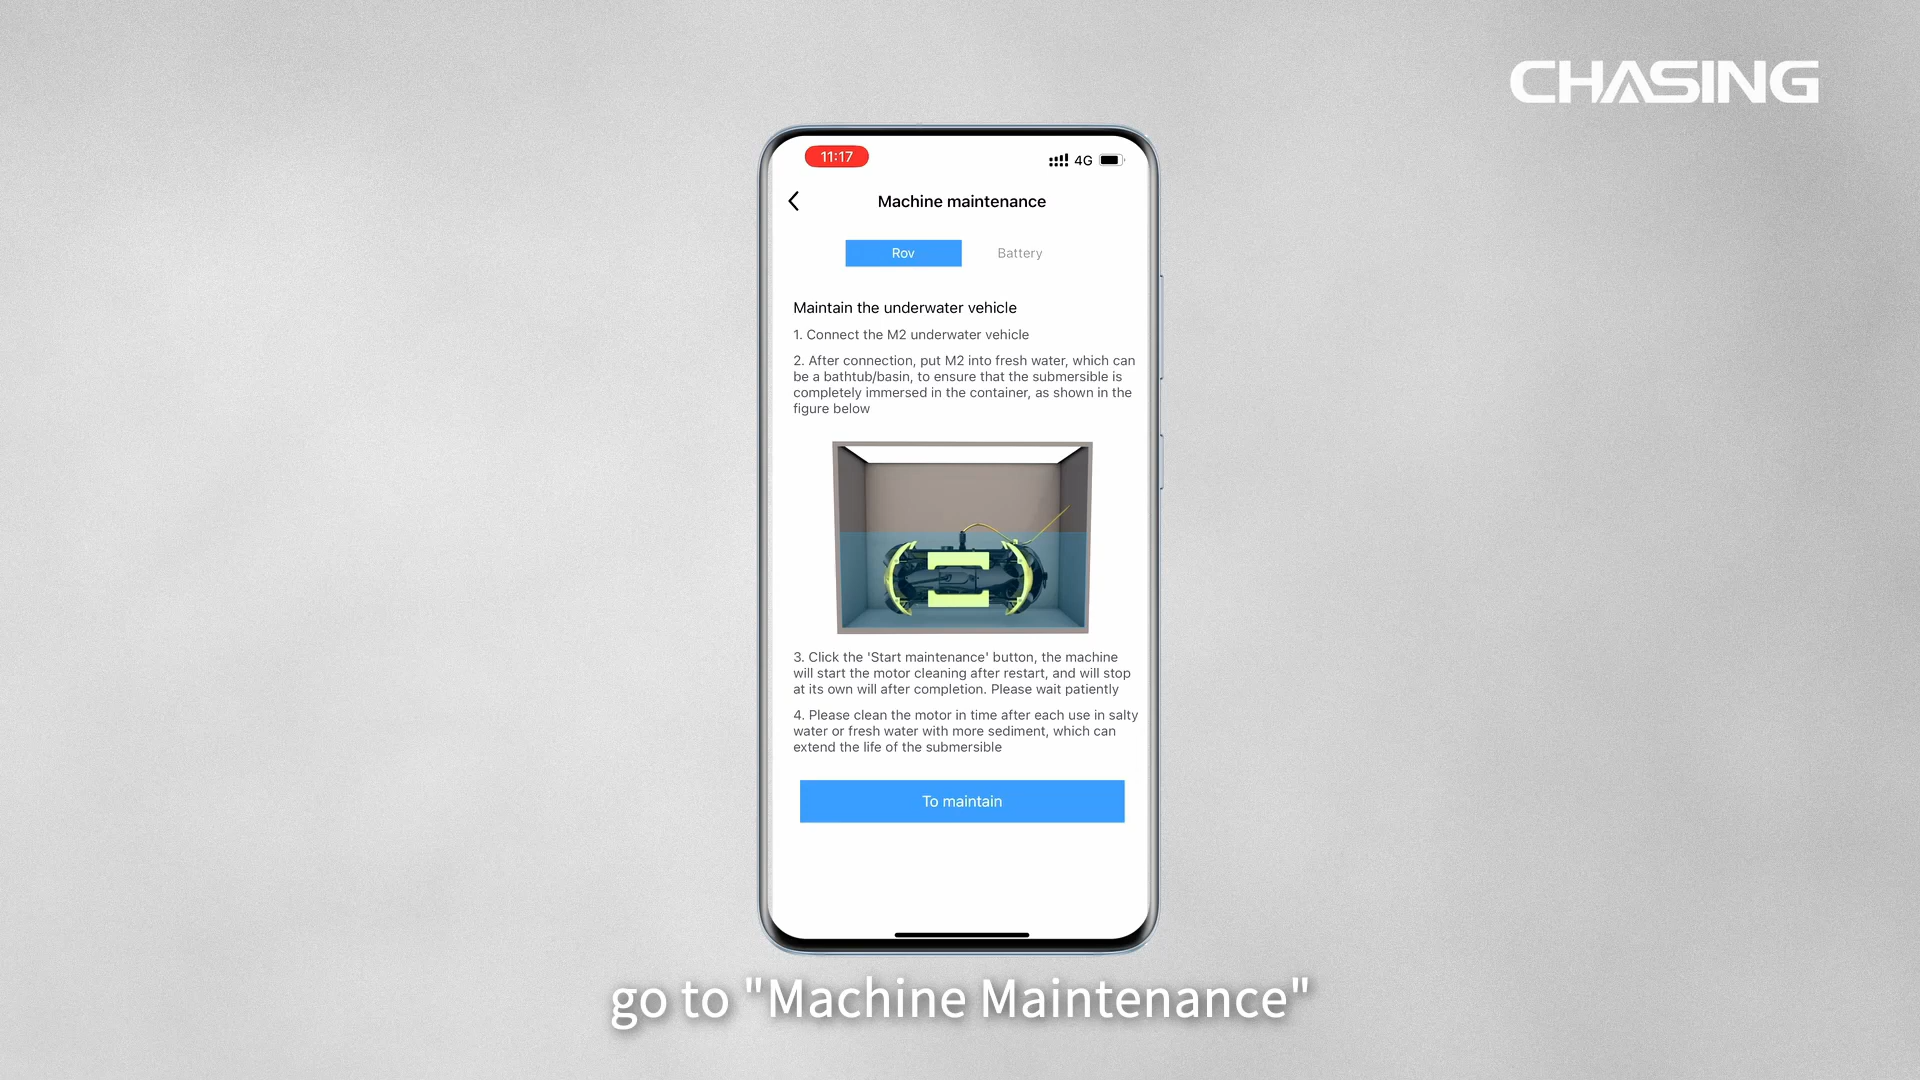 CHASING
11:17
4G
Machine maintenance
Rov
Battery
Maintain the underwater vehicle
1. Connect the M2 underwater vehicle
2. After connection, put M2 into fresh water, which can
be a bathtub/basin, to ensure that the submersible is
completely immersed in the container, as shown in the
figure below
3. Click the 'Start maintenance' button, the machine
will start the motor cleaning after restart, and will stop
at its own will after completion. Please wait patiently
4. Please clean the motor in time after each use in salty
water or fresh water with more sediment, which can
extend the life of the submersible
To maintain
go to "Machine Maintenance"